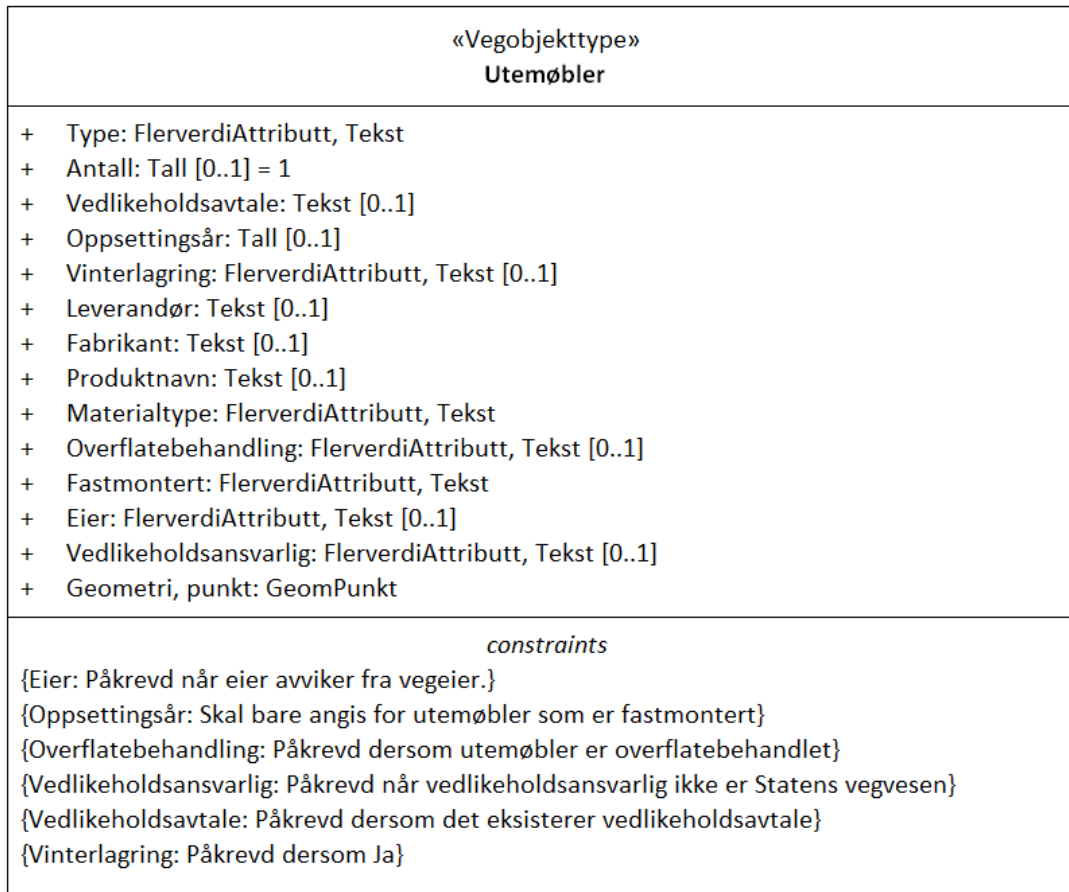 «Vegobjekttype»
Utemøbler
+ Type: FlerverdiAttributt, Tekst
+ Antall: Tall [0..1] = 1
+ Vedlikeholdsavtale: Tekst [0..1]
+ Oppsettingsår: Tall [0..1]
+ Vinterlagring: FlerverdiAttributt, Tekst [0..1]
+ Leverandør: Tekst [0..1]
+ Fabrikant: Tekst [0..1]
+ Produktnavn: Tekst [0..1]
+ Materialtype: FlerverdiAttributt, Tekst
+ Overflatebehandling: FlerverdiAttributt, Tekst [0..1]
+ Fastmontert: FlerverdiAttributt, Tekst
+ Eier: FlerverdiAttributt, Tekst [0..1]
+ Vedlikeholdsansvarlig: FlerverdiAttributt, Tekst [0..1]
+ Geometri, punkt: GeomPunkt
constraints
{Eier: Påkrevd når eier avviker fra vegeier.}
{Oppsettingsår: Skal bare angis for utemøbler som er fastmontert}
{Overflatebehandling: Påkrevd dersom utemøbler er overflatebehandlet}
{Vedlikeholdsansvarlig: Påkrevd når vedlikeholdsansvarlig ikke er Statens vegvesen}
{Vedlikeholdsavtale: Påkrevd dersom det eksisterer vedlikeholdsavtale}
{Vinterlagring: Påkrevd dersom Ja}